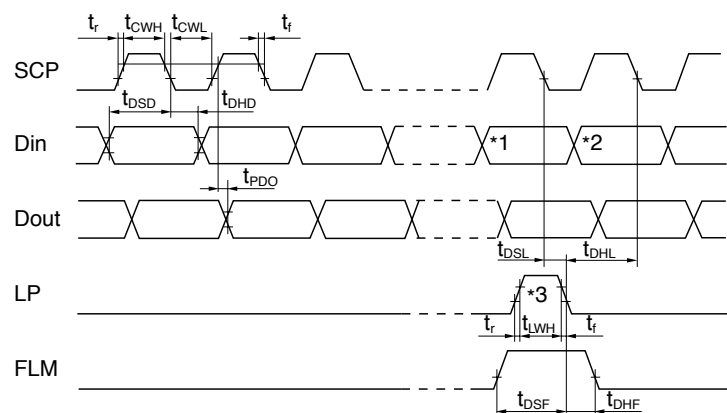 tr tCWH tCWL tf
SCP
tDSD tDHD
Din *1 *2
tPDO
Dout
tDSL tDHL
LP *3
tr tLWH tf
FLM
tDSF tDHF